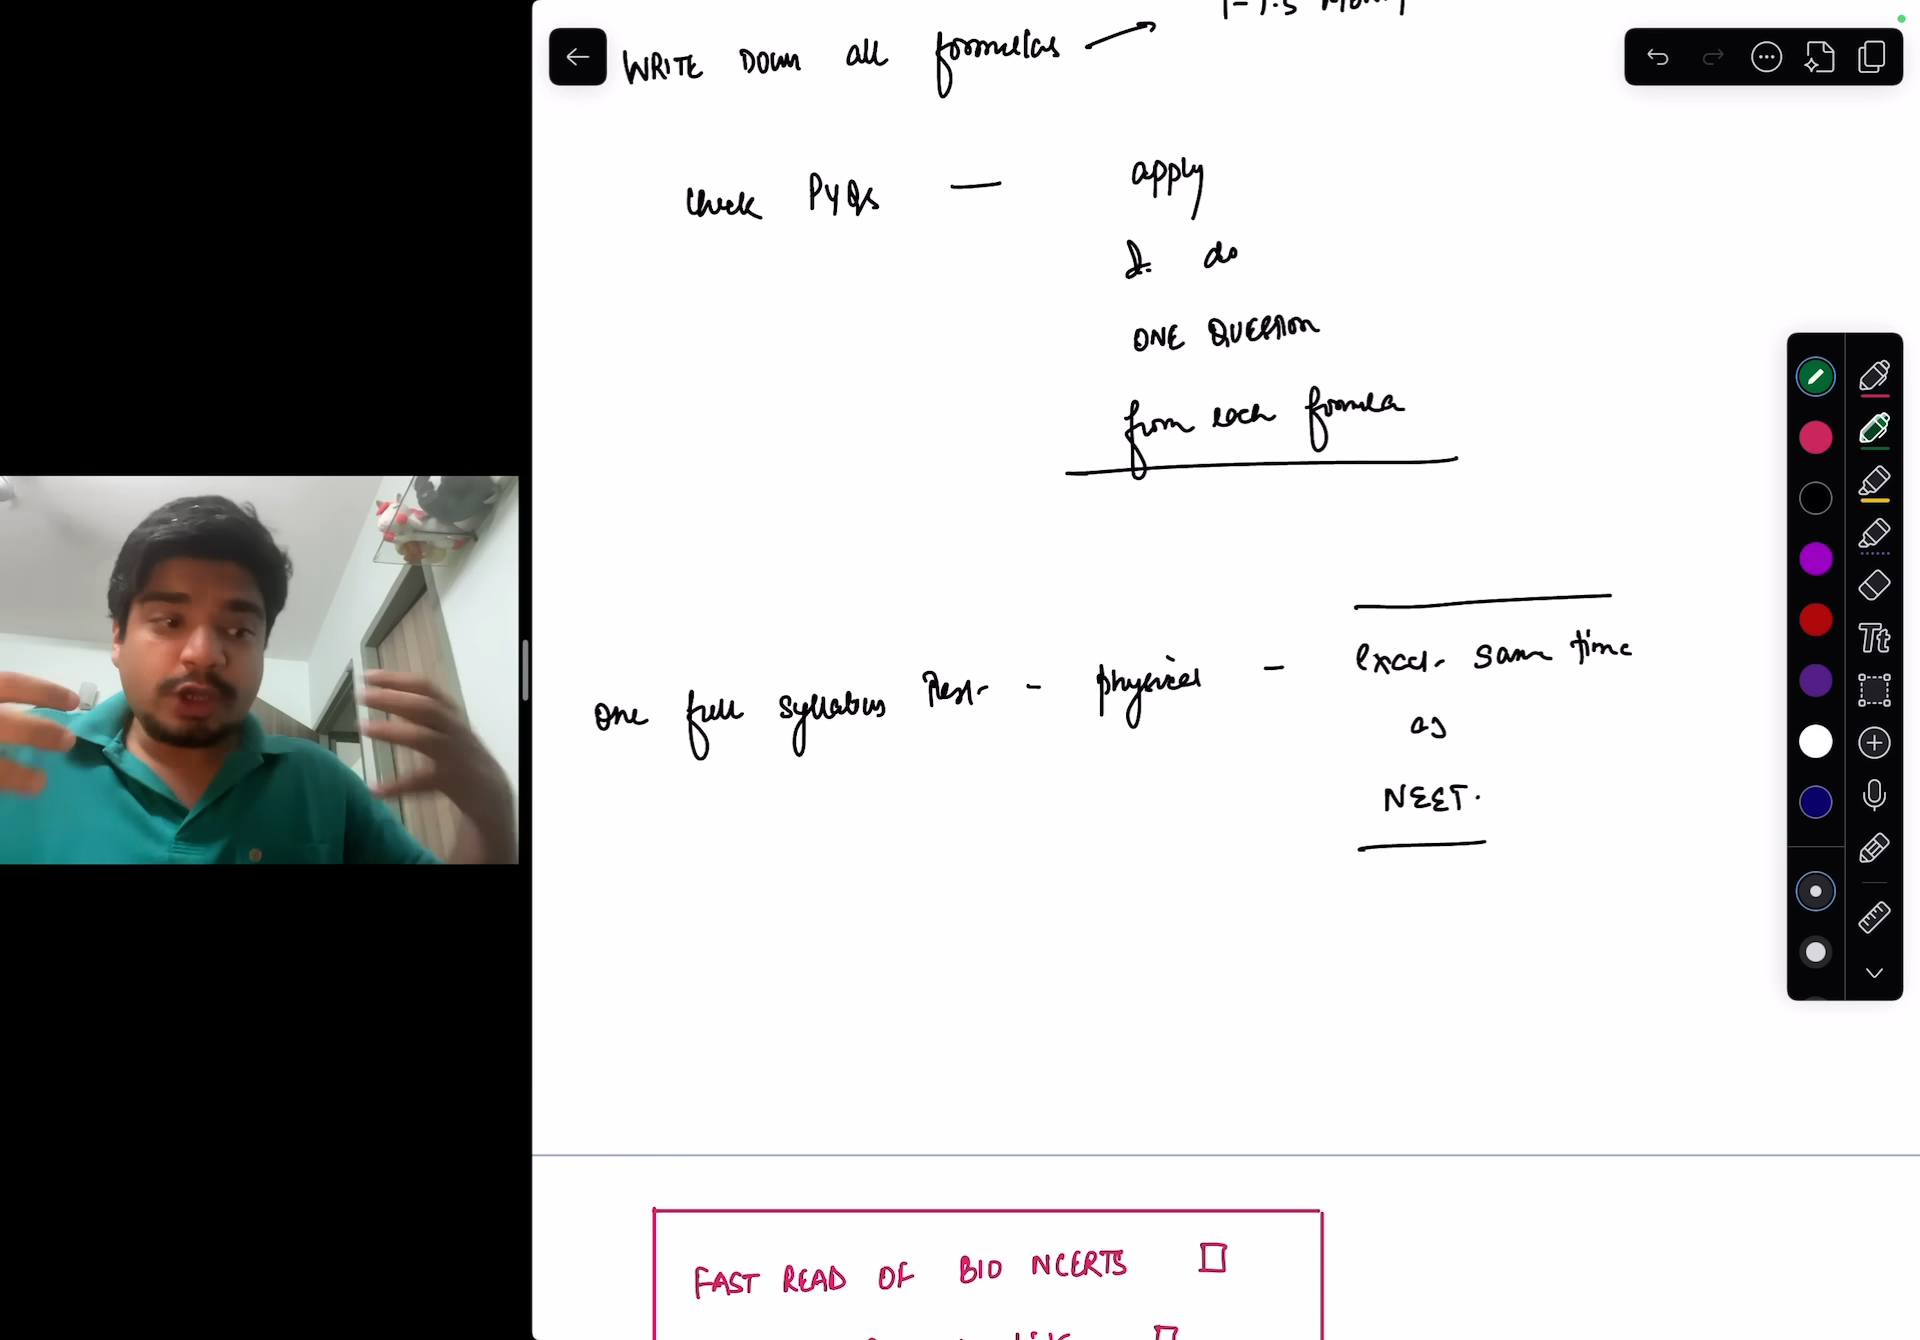 WRITE DOWN all formulas
Check PYQs — apply
& do
ONE QUESTION
from each formula
One full syllabus Test - physical - exact same time
as
NEET.
FAST READ OF BIO NCERTS
Tt